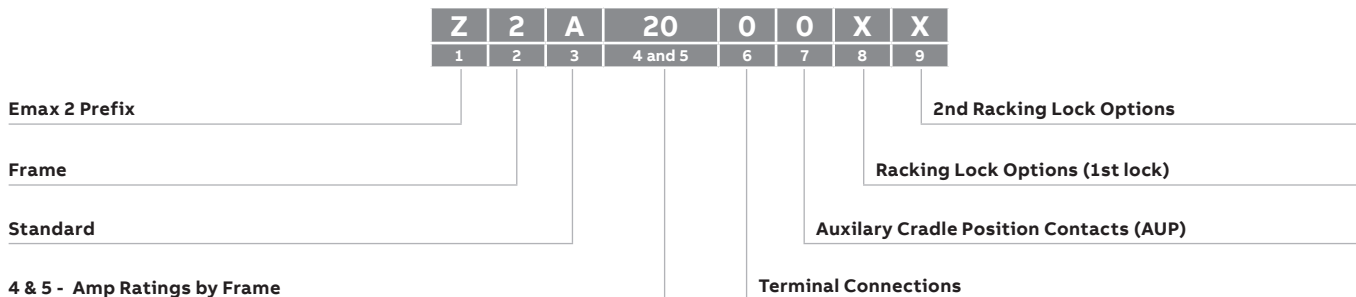 Z 2 A 20 0 0 X X
1 2 3 4 and 5 6 7 8 9
Emax 2 Prefix
2nd Racking Lock Options
Frame
Racking Lock Options (1st lock)
Standard
Auxilary Cradle Position Contacts (AUP)
4 & 5 - Amp Ratings by Frame
Terminal Connections